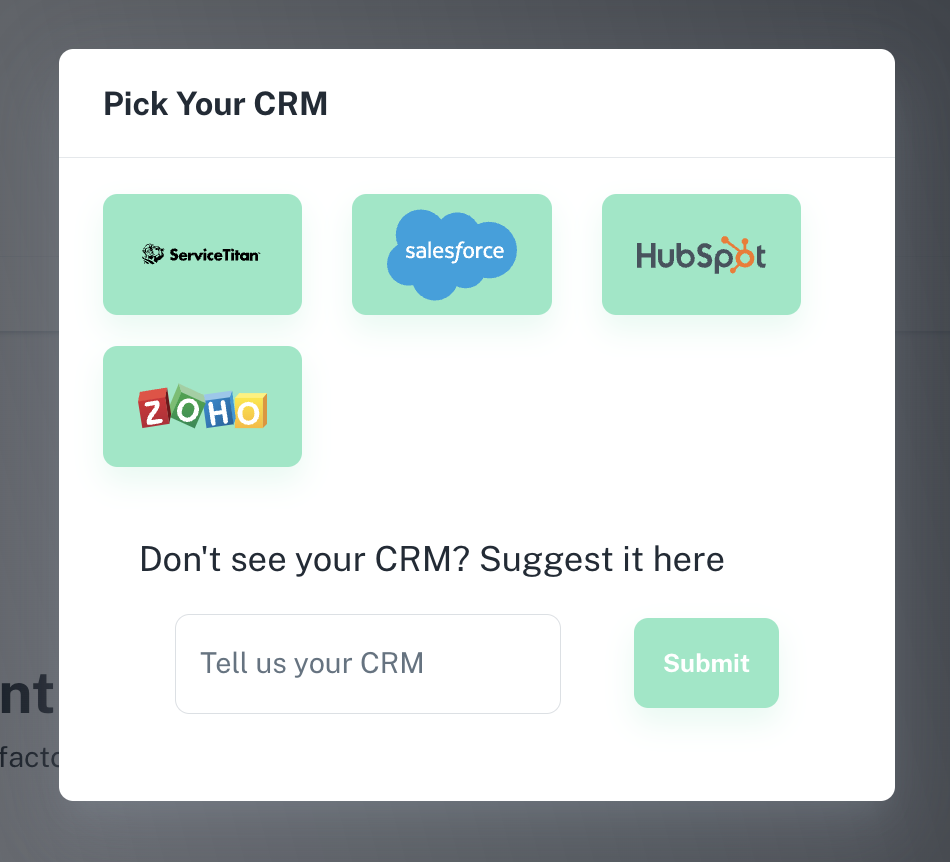 Pick Your CRM
ServiceTitan
salesforce
HubSpot
ZOHO
Don't see your CRM? Suggest it here
Tell us your CRM
Submit
nt
facto